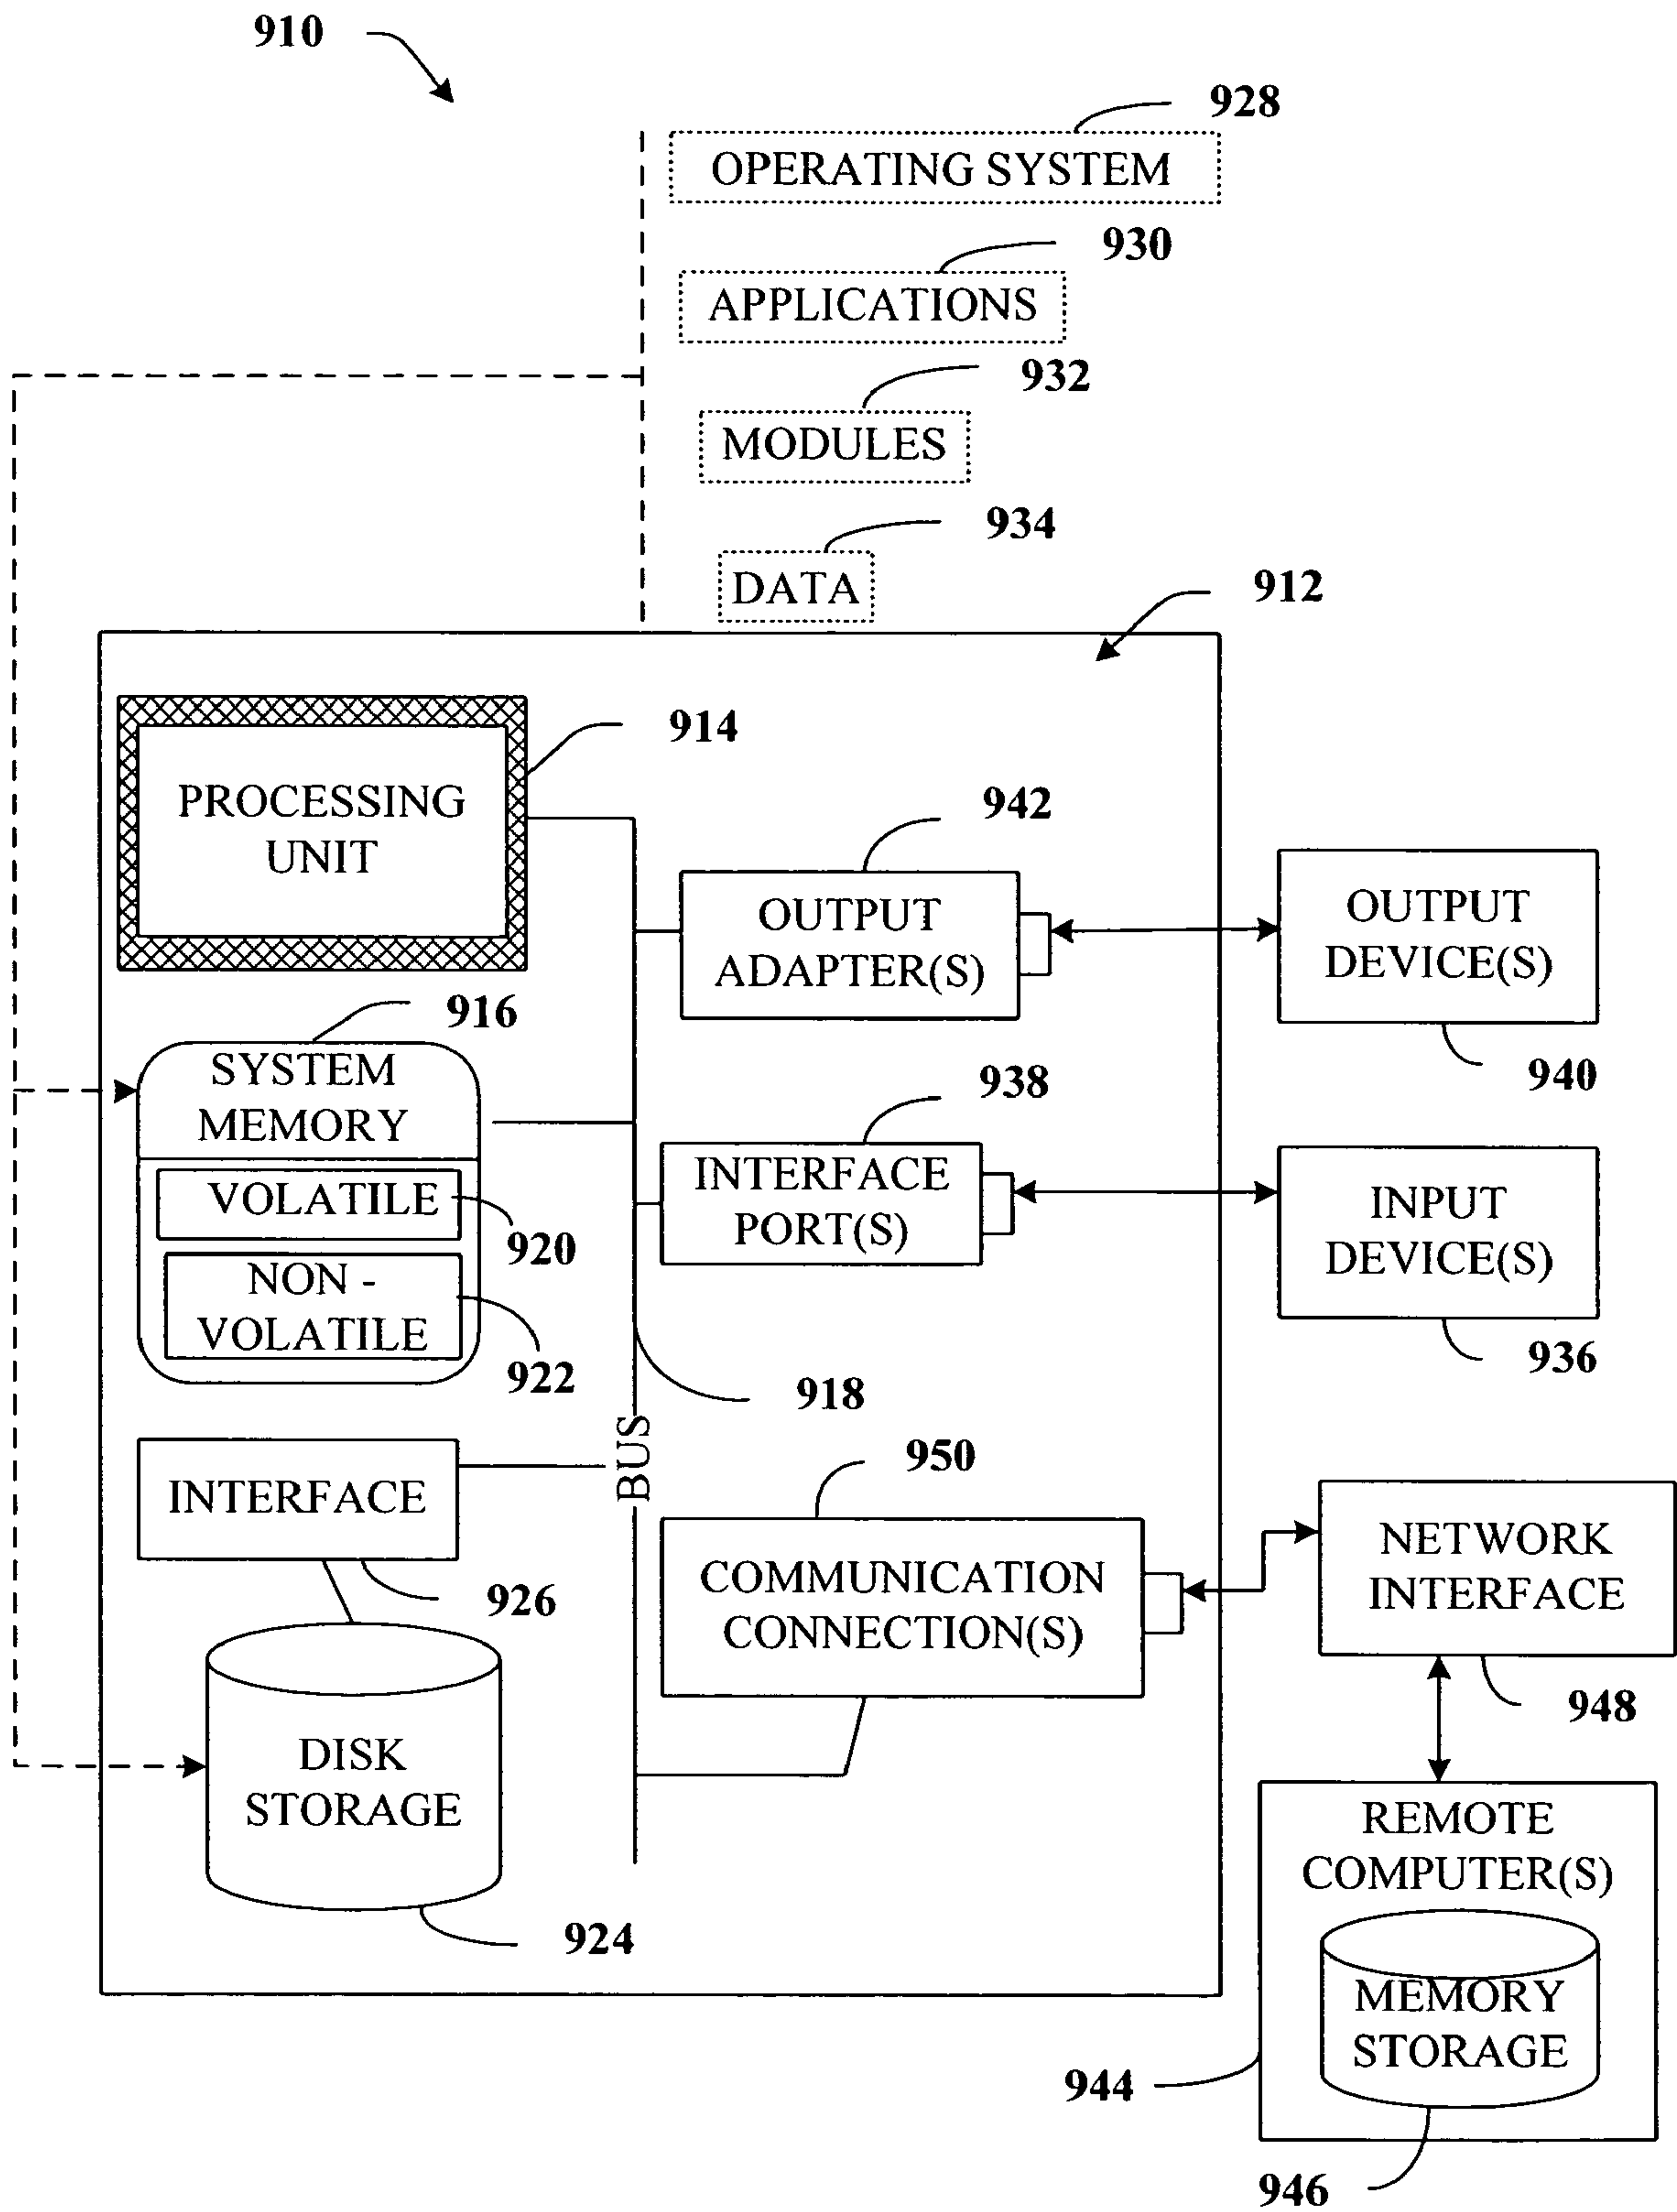 910
928
OPERATING SYSTEM
930
APPLICATIONS
932
MODULES
934
DATA
912
914
PROCESSING
UNIT
942
OUTPUT
ADAPTER(S)
OUTPUT
DEVICE(S)
940
916
SYSTEM
MEMORY
VOLATILE
920
NON -
VOLATILE
922
938
INTERFACE
PORT(S)
INPUT
DEVICE(S)
936
918
BUS
INTERFACE
926
950
COMMUNICATION
CONNECTION(S)
NETWORK
INTERFACE
948
DISK
STORAGE
924
REMOTE
COMPUTER(S)
MEMORY
STORAGE
944
946